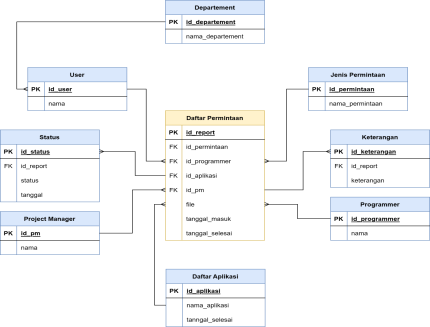 Departement
PK id_departement
nama_departement
User
PK id_user
nama
Jenis Permintaan
PK id_permintaan
nama_permintaan
Daftar Permintaan
PK id_report
FK id_permintaan
FK id_programmer
FK id_aplikasi
FK id_pm
file
tanggal_masuk
tanggal_selesai
Status
PK id_status
FK id_report
status
tanggal
Keterangan
PK id_keterangan
FK id_report
keterangan
Project Manager
PK id_pm
nama
Programmer
PK id_programmer
nama
Daftar Aplikasi
PK id_aplikasi
nama_aplikasi
tanngal_selesai